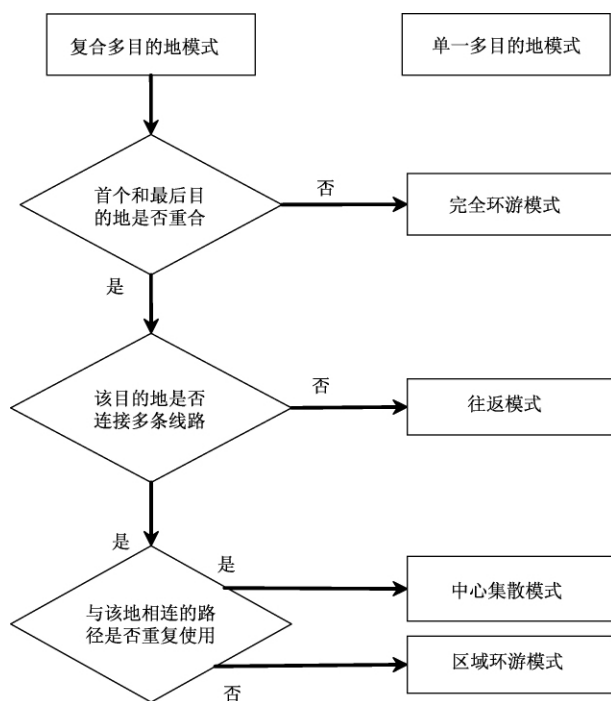 复合多目的地模式
单一多目的地模式
首个和最后目
的地是否重合
否
完全环游模式
是
该目的地是否
连接多条线路
否
往返模式
是
是
中心集散模式
与该地相连的路
径是否重复使用
区域环游模式
否